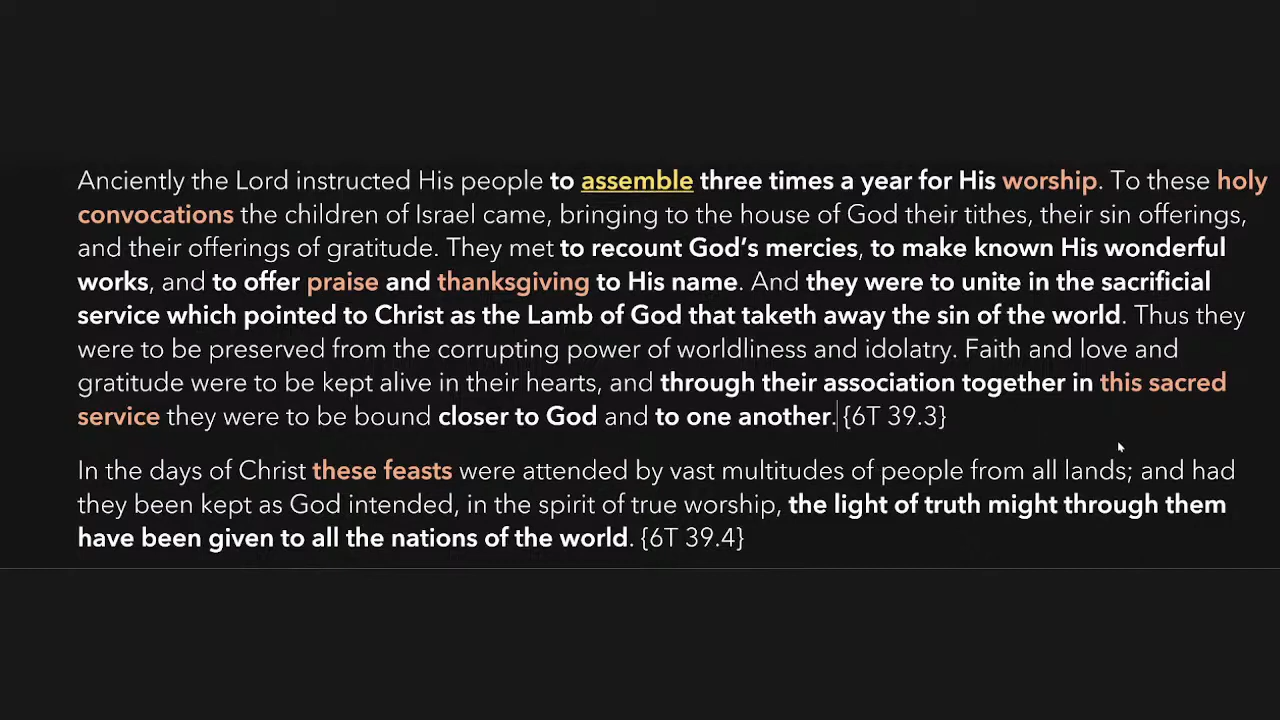 Anciently the Lord instructed His people to assemble three times a year for His worship. To these holy
convocations the children of Israel came, bringing to the house of God their tithes, their sin offerings,
and their offerings of gratitude. They met to recount God’s mercies, to make known His wonderful
works, and to offer praise and thanksgiving to His name. And they were to unite in the sacrificial
service which pointed to Christ as the Lamb of God that taketh away the sin of the world. Thus they
were to be preserved from the corrupting power of worldliness and idolatry. Faith and love and
gratitude were to be kept alive in their hearts, and through their association together in this sacred
service they were to be bound closer to God and to one another. {6T 39.3}
In the days of Christ these feasts were attended by vast multitudes of people from all lands; and had
they been kept as God intended, in the spirit of true worship, the light of truth might through them
have been given to all the nations of the world. {6T 39.4}